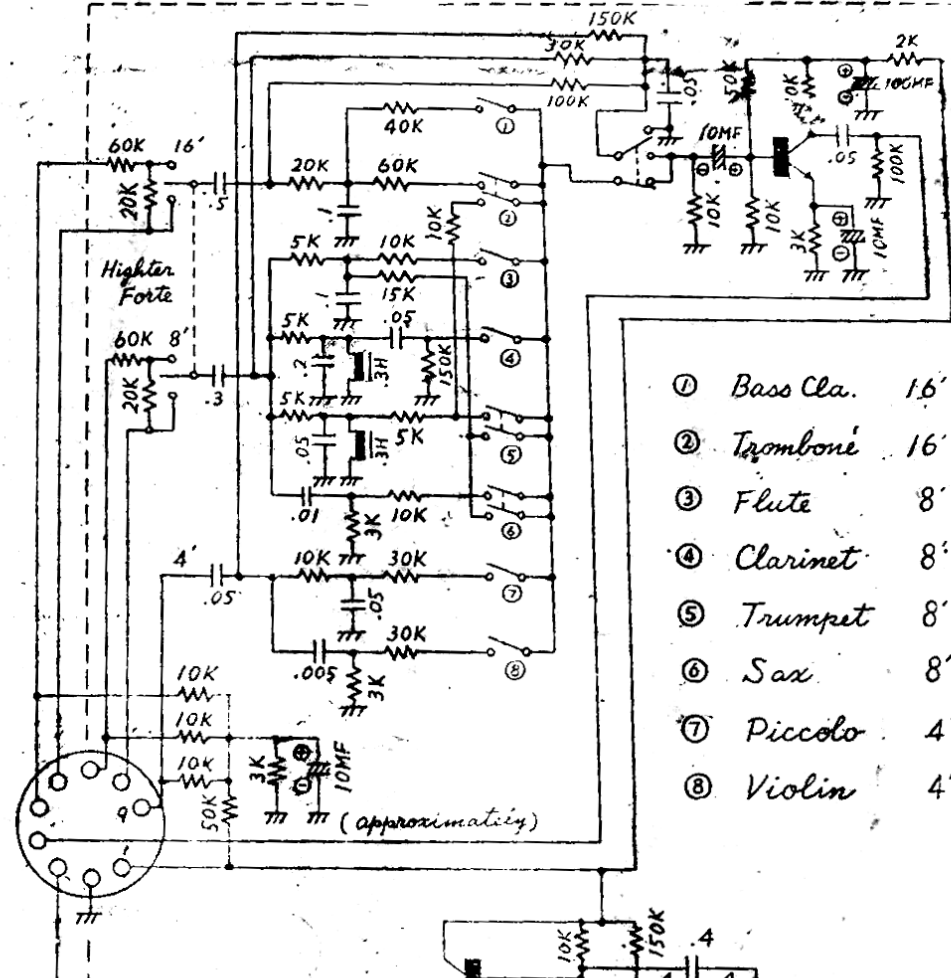 150K
30K
100K
.05
50K
10K
100MF
2K
40K
①
10MF
.05
100K
60K 16'
20K
.5
20K 60K
②
.1
10K
10K
10K
3K
10MF
5K 10K
③
Highter
Forte
.1
15K
5K .05
④
.2
.3H
150K
60K 8'
20K
.3
5K
5K
⑤
.05
.3H
.01
10K
3K
⑥
4'
.05
10K 30K
⑦
.05
30K
.005
3K
⑧
① Bass Cla. 16'
② Trombone 16'
③ Flute 8'
④ Clarinet 8'
⑤ Trumpet 8'
⑥ Sax 8'
⑦ Piccolo 4
⑧ Violin 4'
10K
10K
10K
50K
3K
10MF
9
(approximatiey)
10K
150K
.4